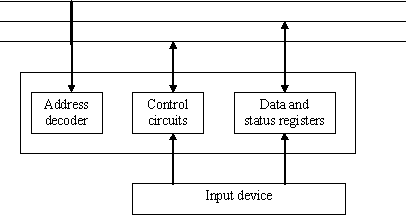 Address
decoder
Control
circuits
Data and
status registers
Input device